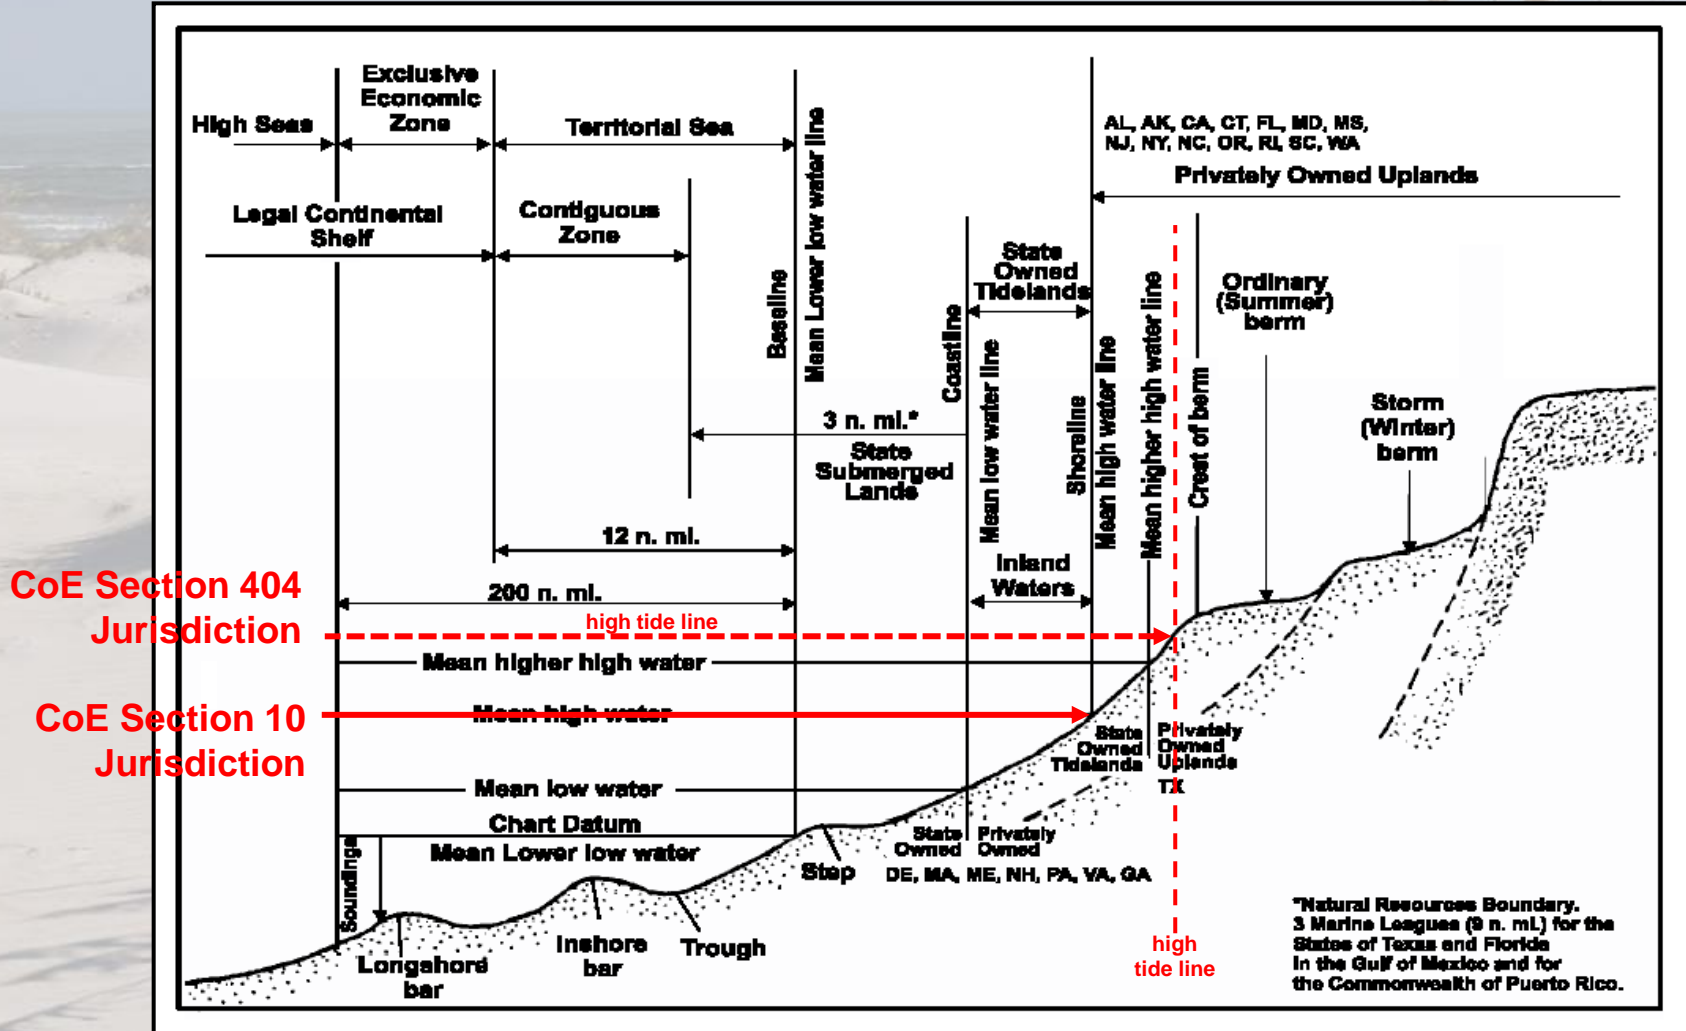 Exclusive
Economic
Zone
High Seas
Territorial Sea
AL, AK, CA, CT, FL, MD, MS,
NJ, NY, NC, OR, RI, SC, WA
Privately Owned Uplands
Legal Continental
Shelf
Contiguous
Zone
Baseline
Mean Lower low water line
State
Owned
Tidelands
Coastline
Mean low water line
Shoreline
Mean high water line
Mean higher high water line
Crest of berm
Ordinary
(Summer)
berm
Storm
(Winter)
berm
3 n. mi.*
State
Submerged
Lands
12 n. mi.
Inland
Waters
200 n. mi.
CoE Section 404
Jurisdiction
high tide line
Mean higher high water
CoE Section 10
Jurisdiction
Mean high water
State
Owned
Tidelands
Privately
Owned
Uplands
TX
Mean low water
Chart Datum
Mean Lower low water
Soundings
State
Owned
Privately
Owned
DE, MA, ME, NH, PA, VA, GA
Step
Longshore
bar
Inshore
bar
Trough
high
tide line
*Natural Resources Boundary.
3 Marine Leagues (9 n. mi.) for the
States of Texas and Florida
in the Gulf of Mexico and for
the Commonwealth of Puerto Rico.